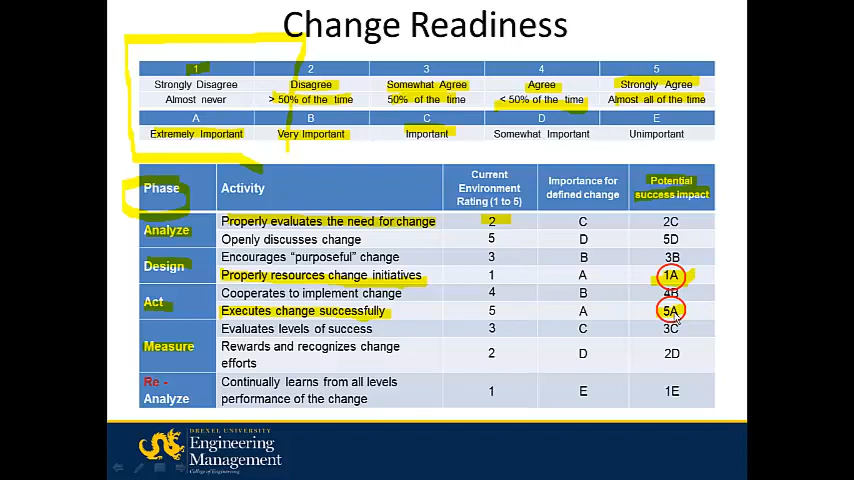 Change Readiness
1 2 3 4 5
Strongly Disagree Disagree Somewhat Agree Agree Strongly Agree
Almost never > 50% of the time 50% of the time < 50% of the time Almost all of the time
A B C D E
Extremely Important Very Important Important Somewhat Important Unimportant
Phase Activity Current Environment Rating (1 to 5) Importance for defined change Potential success impact
Analyze Properly evaluates the need for change 2 C 2C
Openly discusses change 5 D 5D
Design Encourages “purposeful” change 3 B 3B
Properly resources change initiatives 1 A 1A
Act Cooperates to implement change 4 B 4B
Executes change successfully 5 A 5A
Measure Evaluates levels of success 3 C 3C
Rewards and recognizes change efforts 2 D 2D
Re - Analyze Continually learns from all levels performance of the change 1 E 1E
DREXEL UNIVERSITY
Engineering
Management
College of Engineering